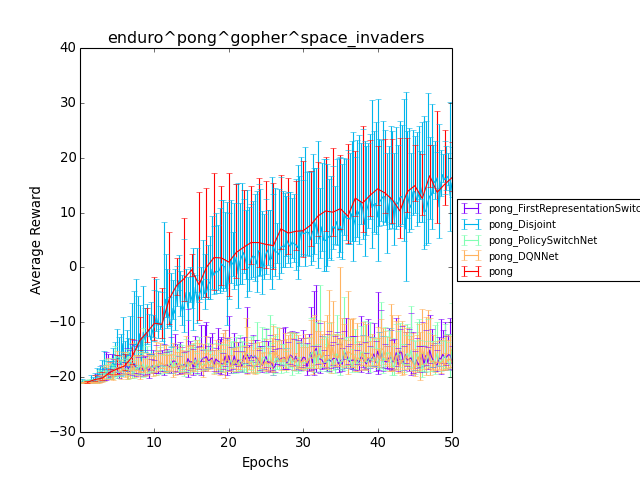 enduro^pong^gopher^space_invaders
40
30
20
10
0
−10
−20
−30
Average Reward
0 10 20 30 40 50
Epochs
pong_FirstRepresentationSwitc
pong_Disjoint
pong_PolicySwitchNet
pong_DQNNet
pong